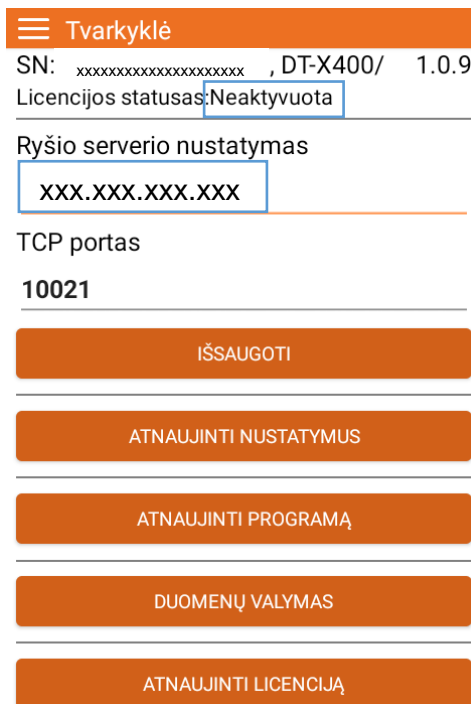 Tvarkyklė
SN: xxxxxxxxxxxxxxxxxxxxx , DT-X400/ 1.0.9
Licencijos statusas:Neaktyvuota
Ryšio serverio nustatymas
xxx.xxx.xxx.xxx
TCP portas
10021
IŠSAUGOTI
ATNAUJINTI NUSTATYMUS
ATNAUJINTI PROGRAMĄ
DUOMENŲ VALYMAS
ATNAUJINTI LICENCIJĄ